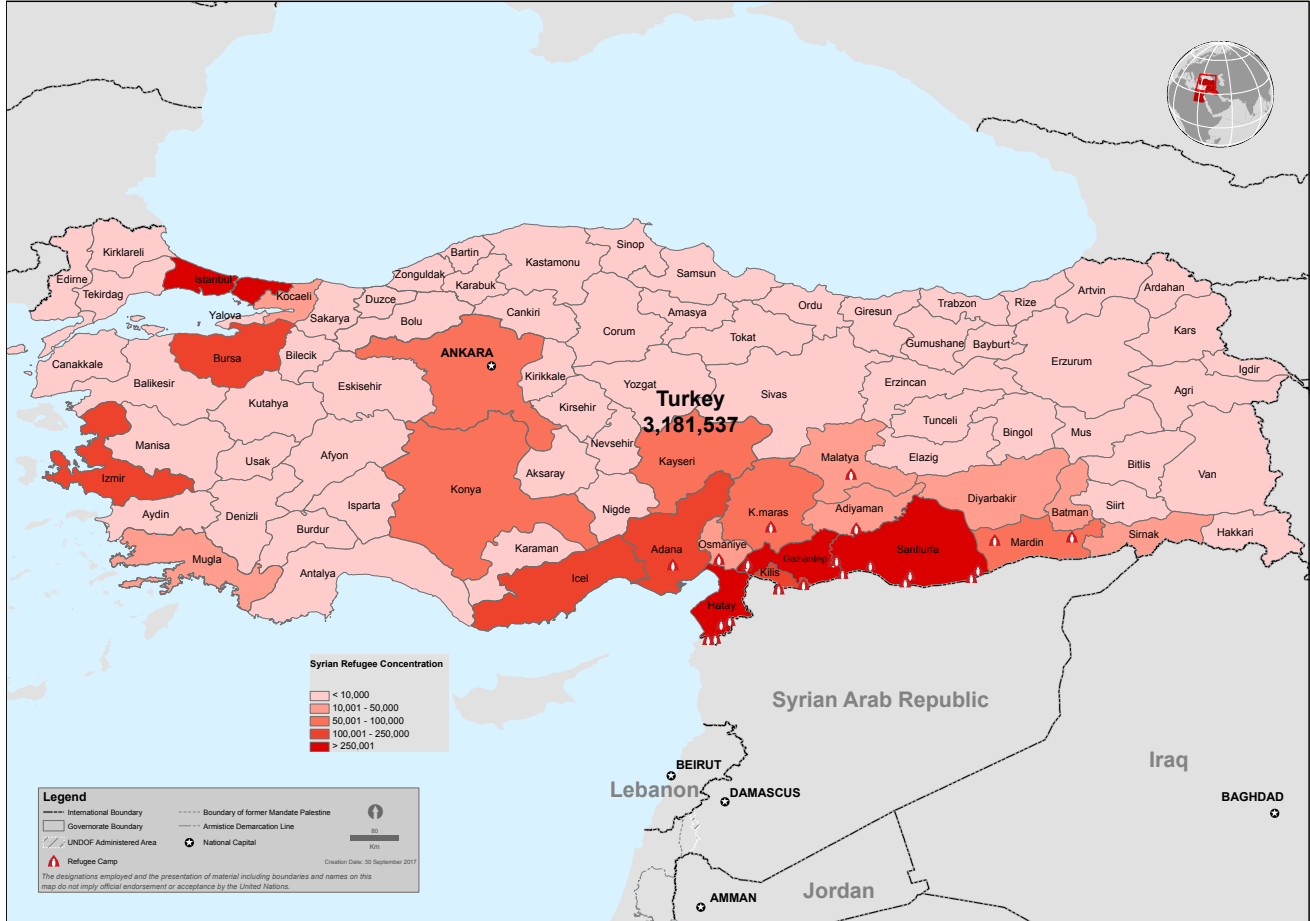 Kirklareli
Edirne
Tekirdag
Istanbul
Kocaeli
Yalova
Sakarya
Duzce
Zonguldak
Bartin
Karabuk
Kastamonu
Sinop
Samsun
Bolu
Cankiri
Corum
Amasya
Tokat
Ordu
Giresun
Trabzon
Rize
Artvin
Ardahan
Gumushane
Bayburt
Kars
Erzurum
Igdir
Agri
Canakkale
Balikesir
Bursa
Bilecik
Eskisehir
Kutahya
ANKARA
Kirikkale
Yozgat
Kirsehir
Sivas
Erzincan
Tunceli
Bingol
Mus
Turkey
3,181,537
Manisa
Usak
Afyon
Izmir
Aydin
Denizli
Isparta
Burdur
Mugla
Antalya
Konya
Aksaray
Nevsehir
Kayseri
Nigde
Karaman
Icel
Adana
Malatya
Elazig
K.maras
Adiyaman
Osmaniye
Gaziantep
Kilis
Hatay
Sanliurfa
Diyarbakir
Batman
Mardin
Siirt
Sirnak
Bitlis
Van
Hakkari
Syrian Refugee Concentration
< 10,000
10,001 - 50,000
50,001 - 100,000
100,001 - 250,000
> 250,001
Syrian Arab Republic
Iraq
BEIRUT
Lebanon
DAMASCUS
BAGHDAD
AMMAN
Jordan
Legend
International Boundary
Governorate Boundary
UNDOF Administered Area
Refugee Camp
Boundary of former Mandate Palestine
Armistice Demarcation Line
National Capital
80
Km
Creation Date: 30 September 2017
The designations employed and the presentation of material including boundaries and names on this
map do not imply official endorsement or acceptance by the United Nations.